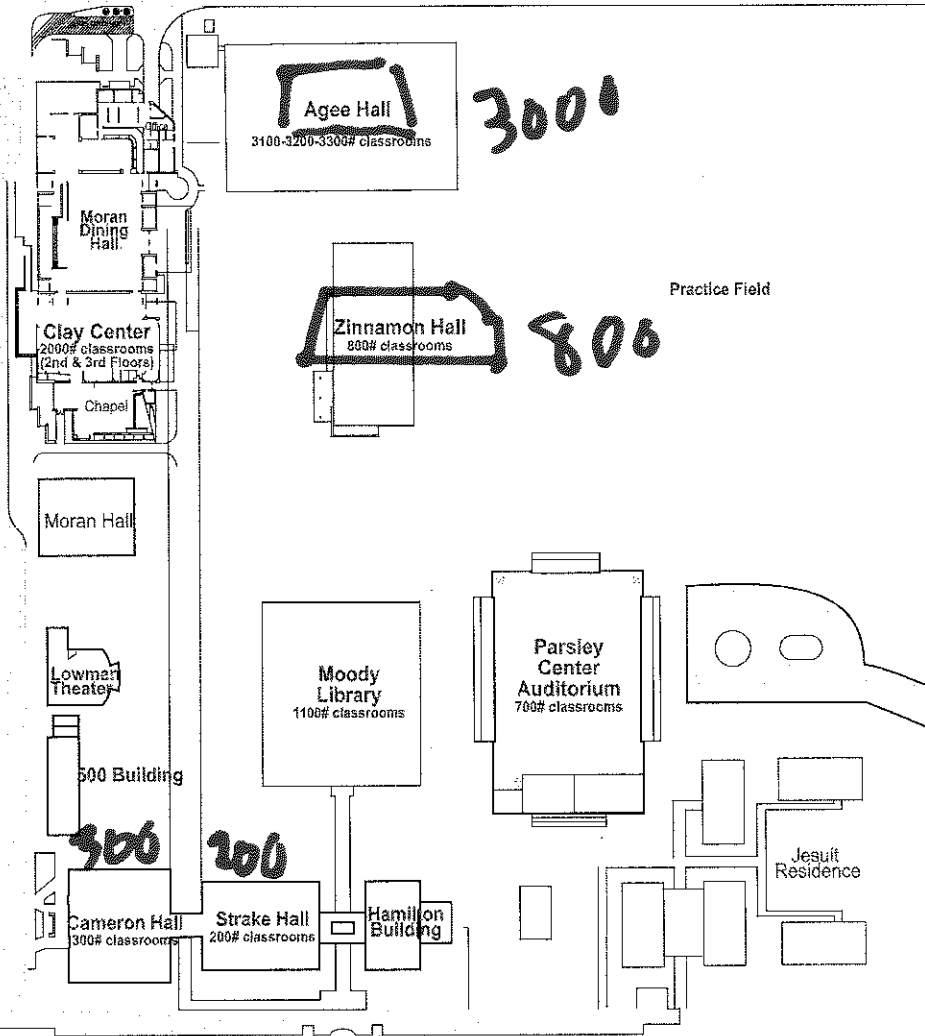 Agee Hall
3100-3200-3300# classrooms
3000
Office
Moran
Dining
Hall
Practice Field
Clay Center
2000# classrooms
(2nd & 3rd Floors)
Zinnamon Hall
800# classrooms
800
Chapel
Moran Hall
Lowman
Theater
Moody
Library
1100# classrooms
Parsley
Center
Auditorium
700# classrooms
500 Building
300
200
Jesuit
Residence
Cameron Hall
300# classrooms
Strake Hall
200# classrooms
Hamilton
Building